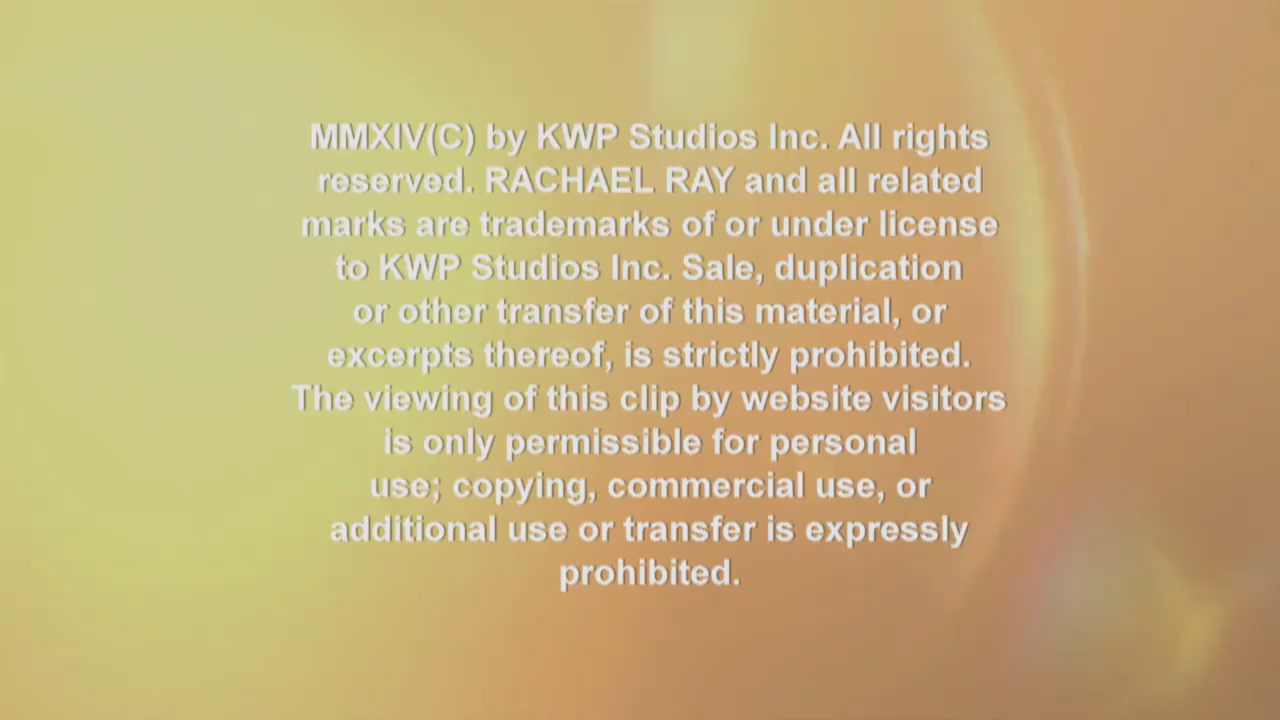 MMXIV(C) by KWP Studios Inc. All rights
reserved. RACHAEL RAY and all related
marks are trademarks of or under license
to KWP Studios Inc. Sale, duplication
or other transfer of this material, or
excerpts thereof, is strictly prohibited.
The viewing of this clip by website visitors
is only permissible for personal
use; copying, commercial use, or
additional use or transfer is expressly
prohibited.